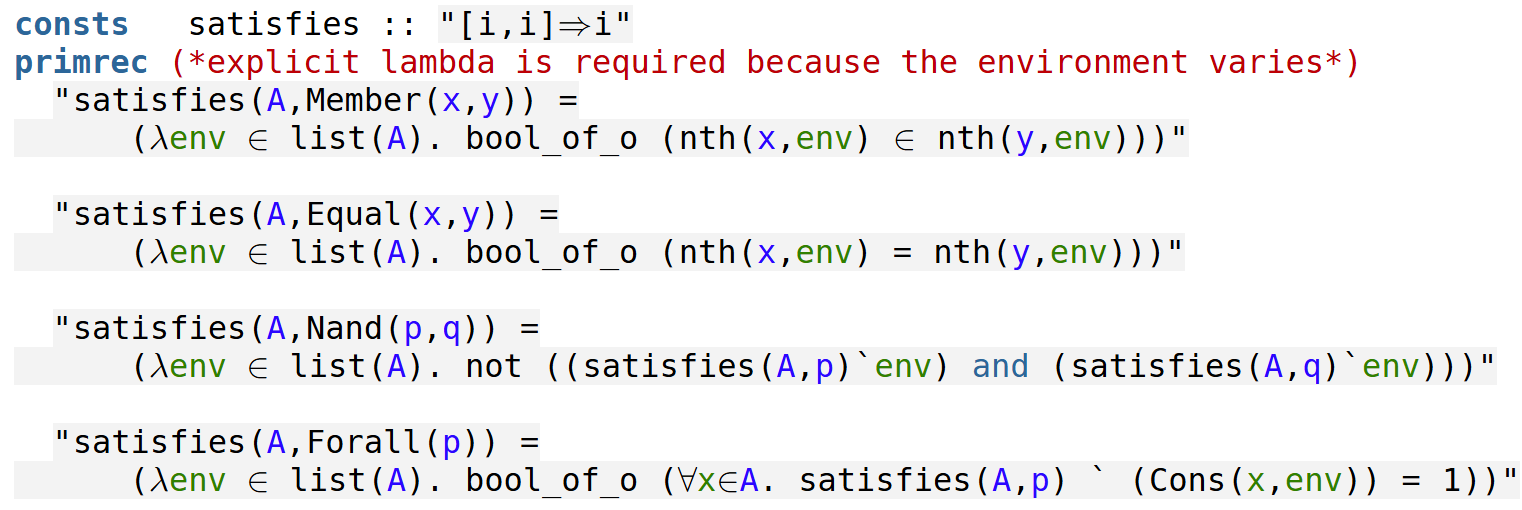 consts   satisfies :: "[i,i]⇒i"
primrec (*explicit lambda is required because the environment varies*)
  "satisfies(A,Member(x,y)) =
      (λenv ∈ list(A). bool_of_o (nth(x,env) ∈ nth(y,env)))"
  "satisfies(A,Equal(x,y)) =
      (λenv ∈ list(A). bool_of_o (nth(x,env) = nth(y,env)))"
  "satisfies(A,Nand(p,q)) =
      (λenv ∈ list(A). not ((satisfies(A,p)`env) and (satisfies(A,q)`env)))"
  "satisfies(A,Forall(p)) =
      (λenv ∈ list(A). bool_of_o (∀x∈A. satisfies(A,p) ` (Cons(x,env)) = 1))"